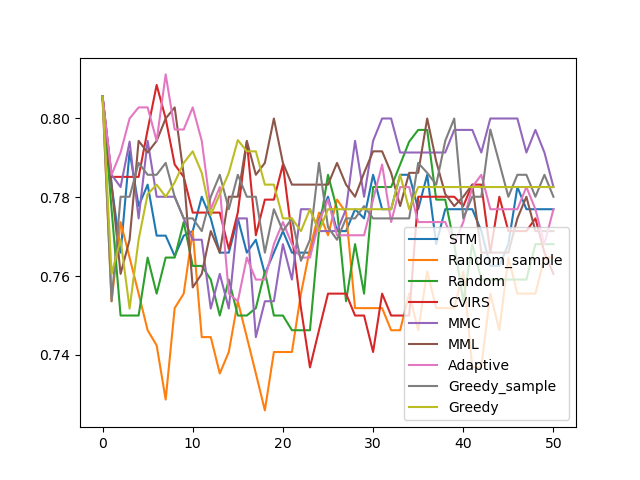 0.80
0.78
0.76
0.74
0
10
20
30
40
50
STM
Random_sample
Random
CVIRS
MMC
MML
Adaptive
Greedy_sample
Greedy